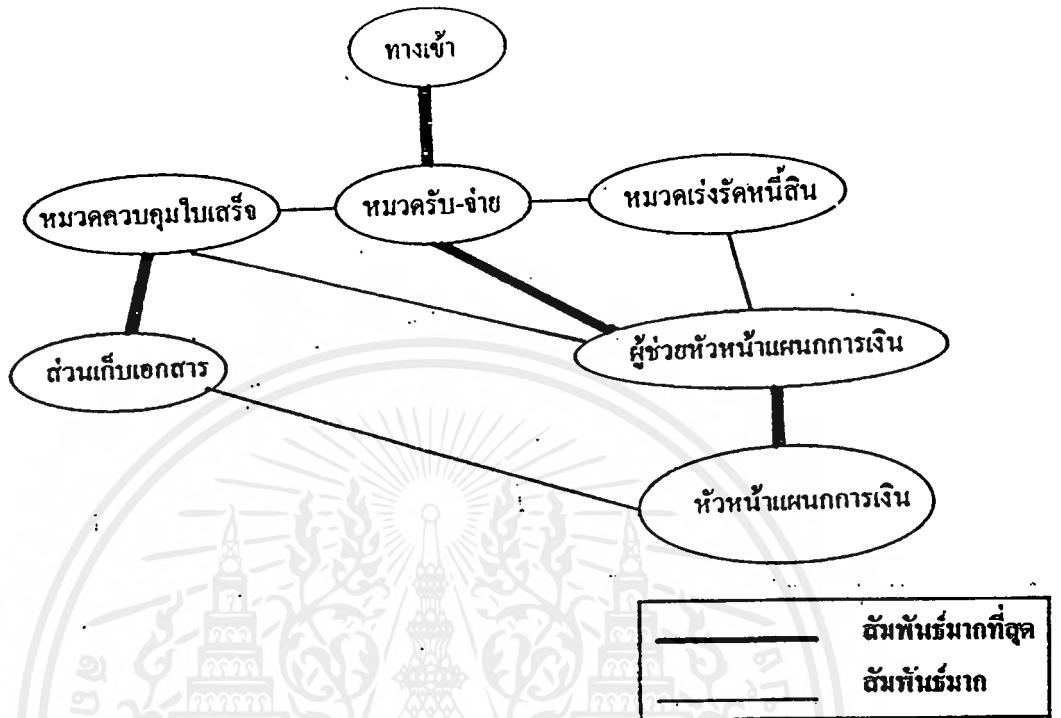 ทางเข้า
หมวดควบคุมใบเสร็จ
หมวดรับ-จ่าย
หมวดเร่งรัดหนี้สิน
ส่วนเก็บเอกสาร
ผู้ช่วยหัวหน้าแผนกการเงิน
หัวหน้าแผนกการเงิน
สัมพันธ์มากที่สุด
สัมพันธ์มาก